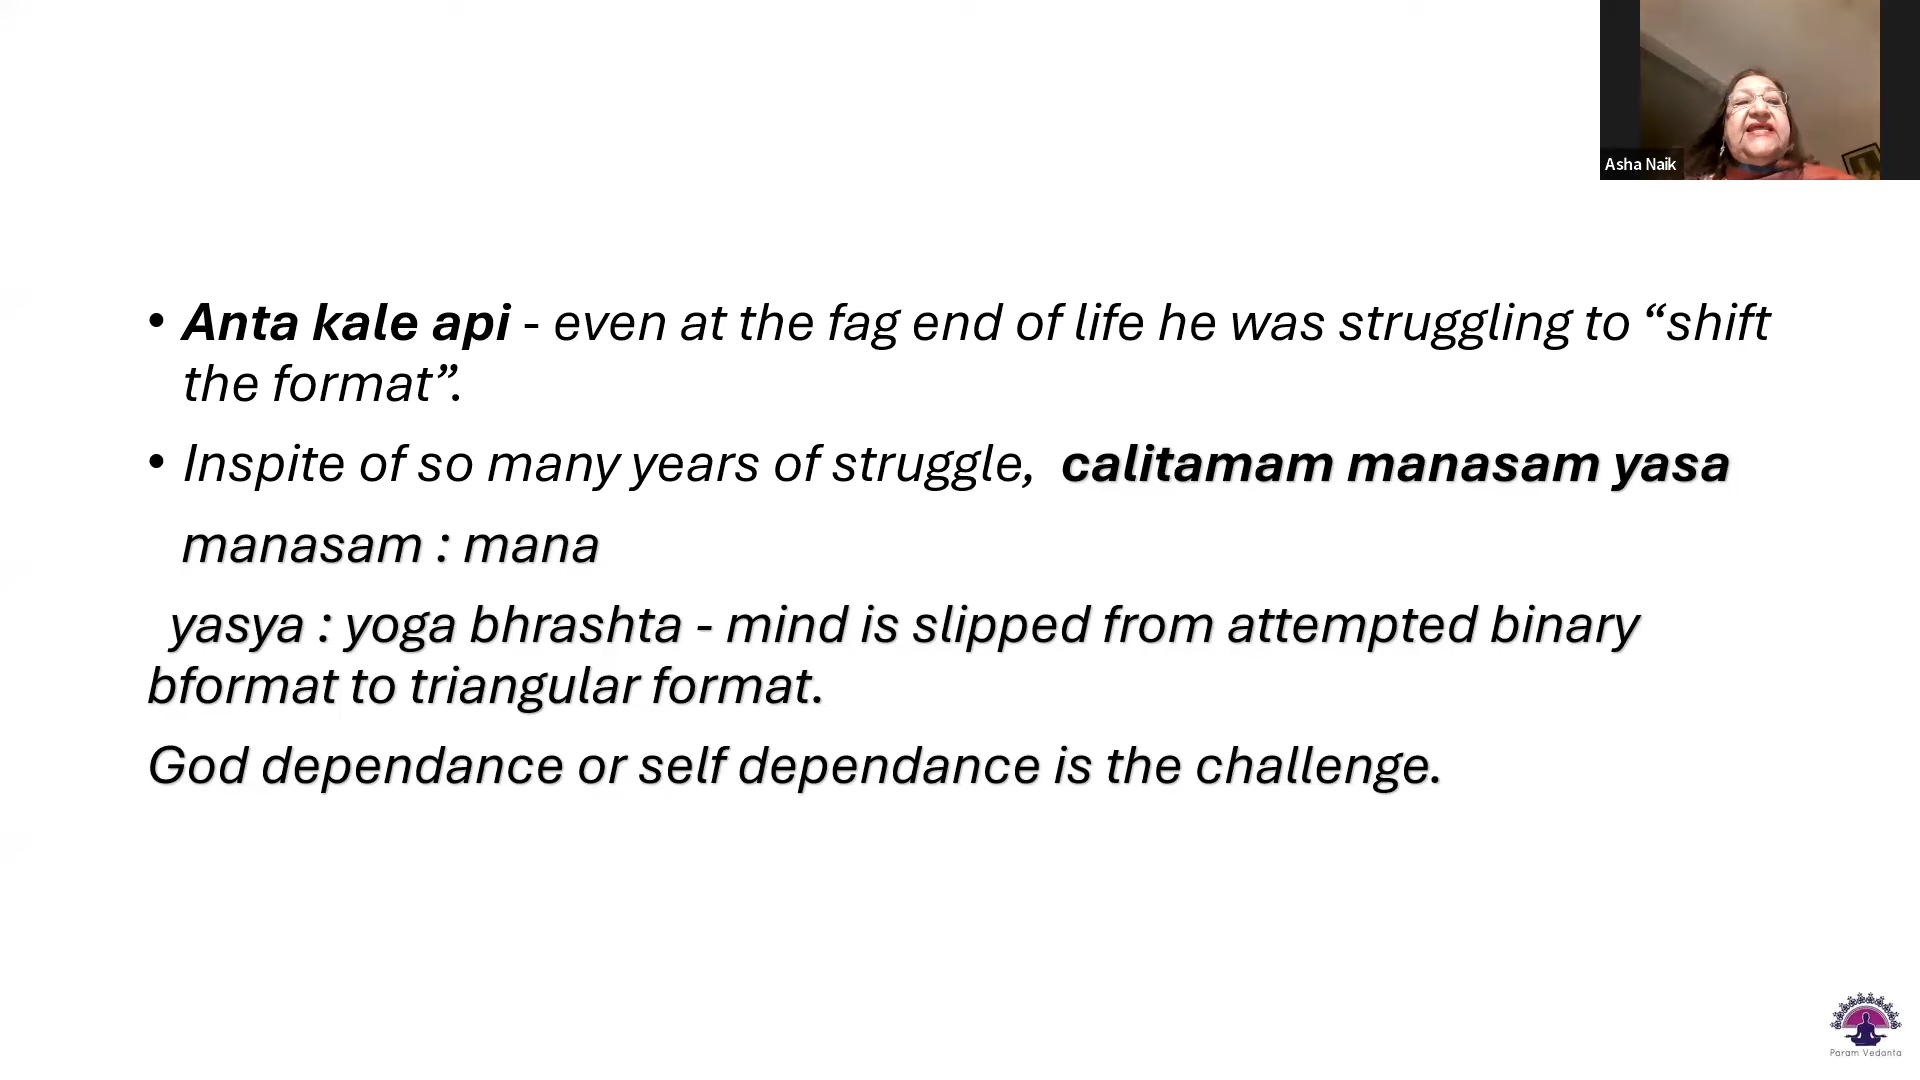 Asha Naik
• Anta kale api - even at the fag end of life he was struggling to “shift
the format”.
• Inspite of so many years of struggle, calitamam manasam yasa
manasam : mana
yasya : yoga bhrashta - mind is slipped from attempted binary
bformat to triangular format.
God dependance or self dependance is the challenge.
Param Vedanta